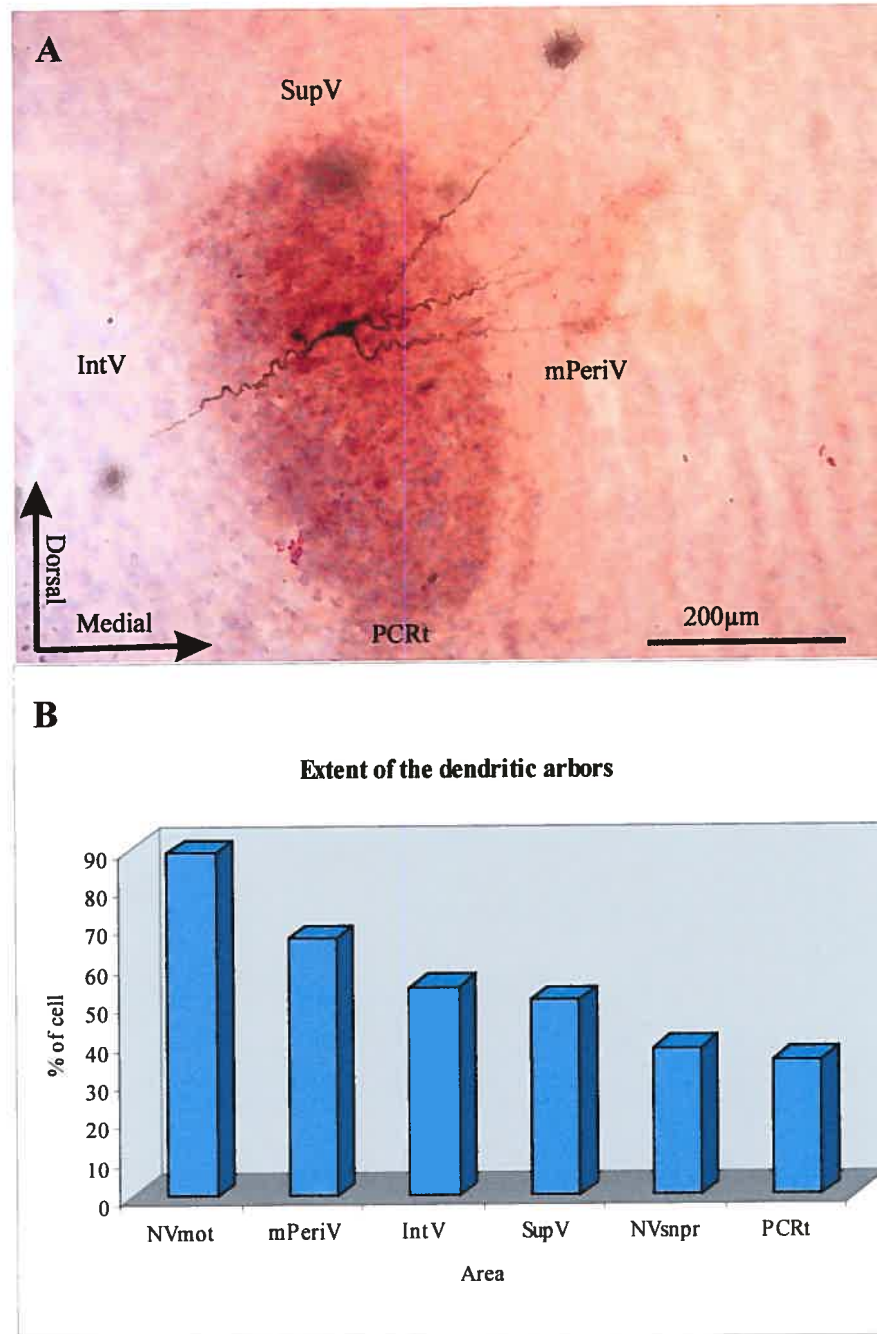 A
SupV
IntV
mPeriV
Dorsal
Medial
PCRt
200µm
B
Extent of the dendritic arbors
90
80
70
60
50
40
30
20
10
0
% of cell
NVmot mPeriV IntV SupV NVsnpr PCRt
Area